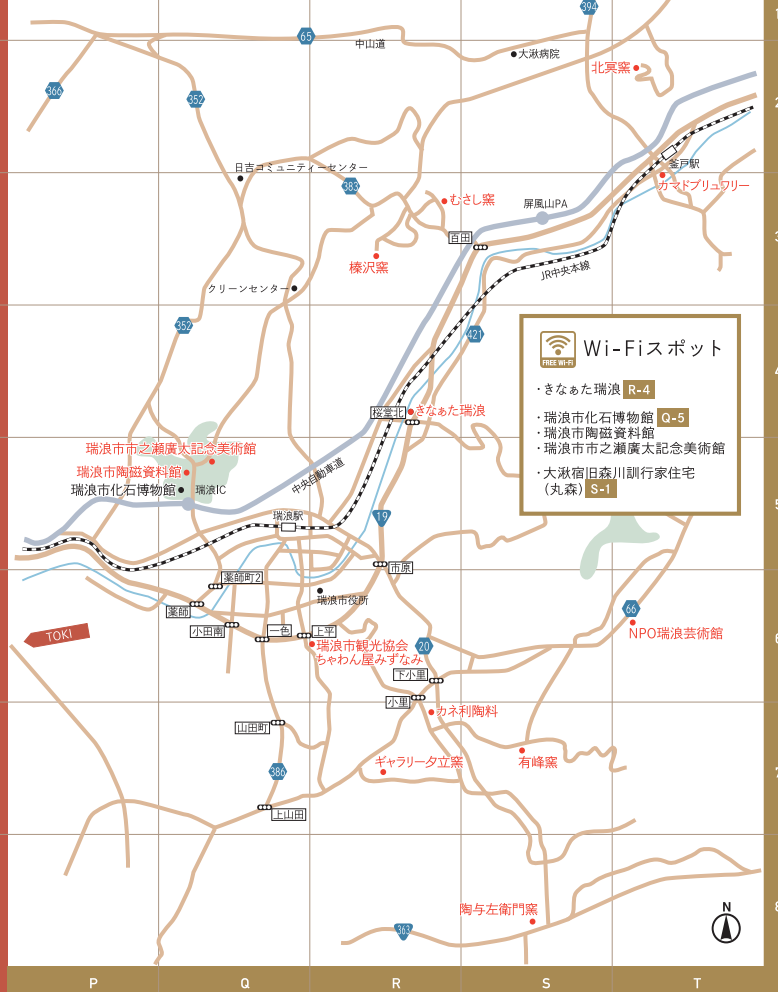 394
1
65
中山道
大湫病院
北冥窯
366
352
2
日吉コミュニティーセンター
釜戸駅
383
カマドブリュワリー
むさし窯
屏風山PA
百田
3
榛沢窯
JR中央本線
クリーンセンター
352
421
Wi-Fiスポット
FREE Wi-Fi
4
・きなぁた瑞浪 R-4
桜堂北
きなぁた瑞浪
・瑞浪市化石博物館 Q-5
・瑞浪市陶磁資料館
・瑞浪市市之瀬廣太記念美術館
瑞浪市市之瀬廣太記念美術館
瑞浪市陶磁資料館
・大湫宿旧森川訓行家住宅
(丸森) S-1
瑞浪市化石博物館
瑞浪IC
中央自動車道
5
瑞浪駅
19
市原
薬師町2
瑞浪市役所
薬師
66
小田南
一色
上平
NPO瑞浪芸術館
TOKI
瑞浪市観光協会
ちゃわん屋みずなみ
20
6
下小里
小里
カネ利陶料
山田町
ギャラリー夕立窯
有峰窯
386
7
上山田
陶与左衛門窯
N
8
363
P
Q
R
S
T